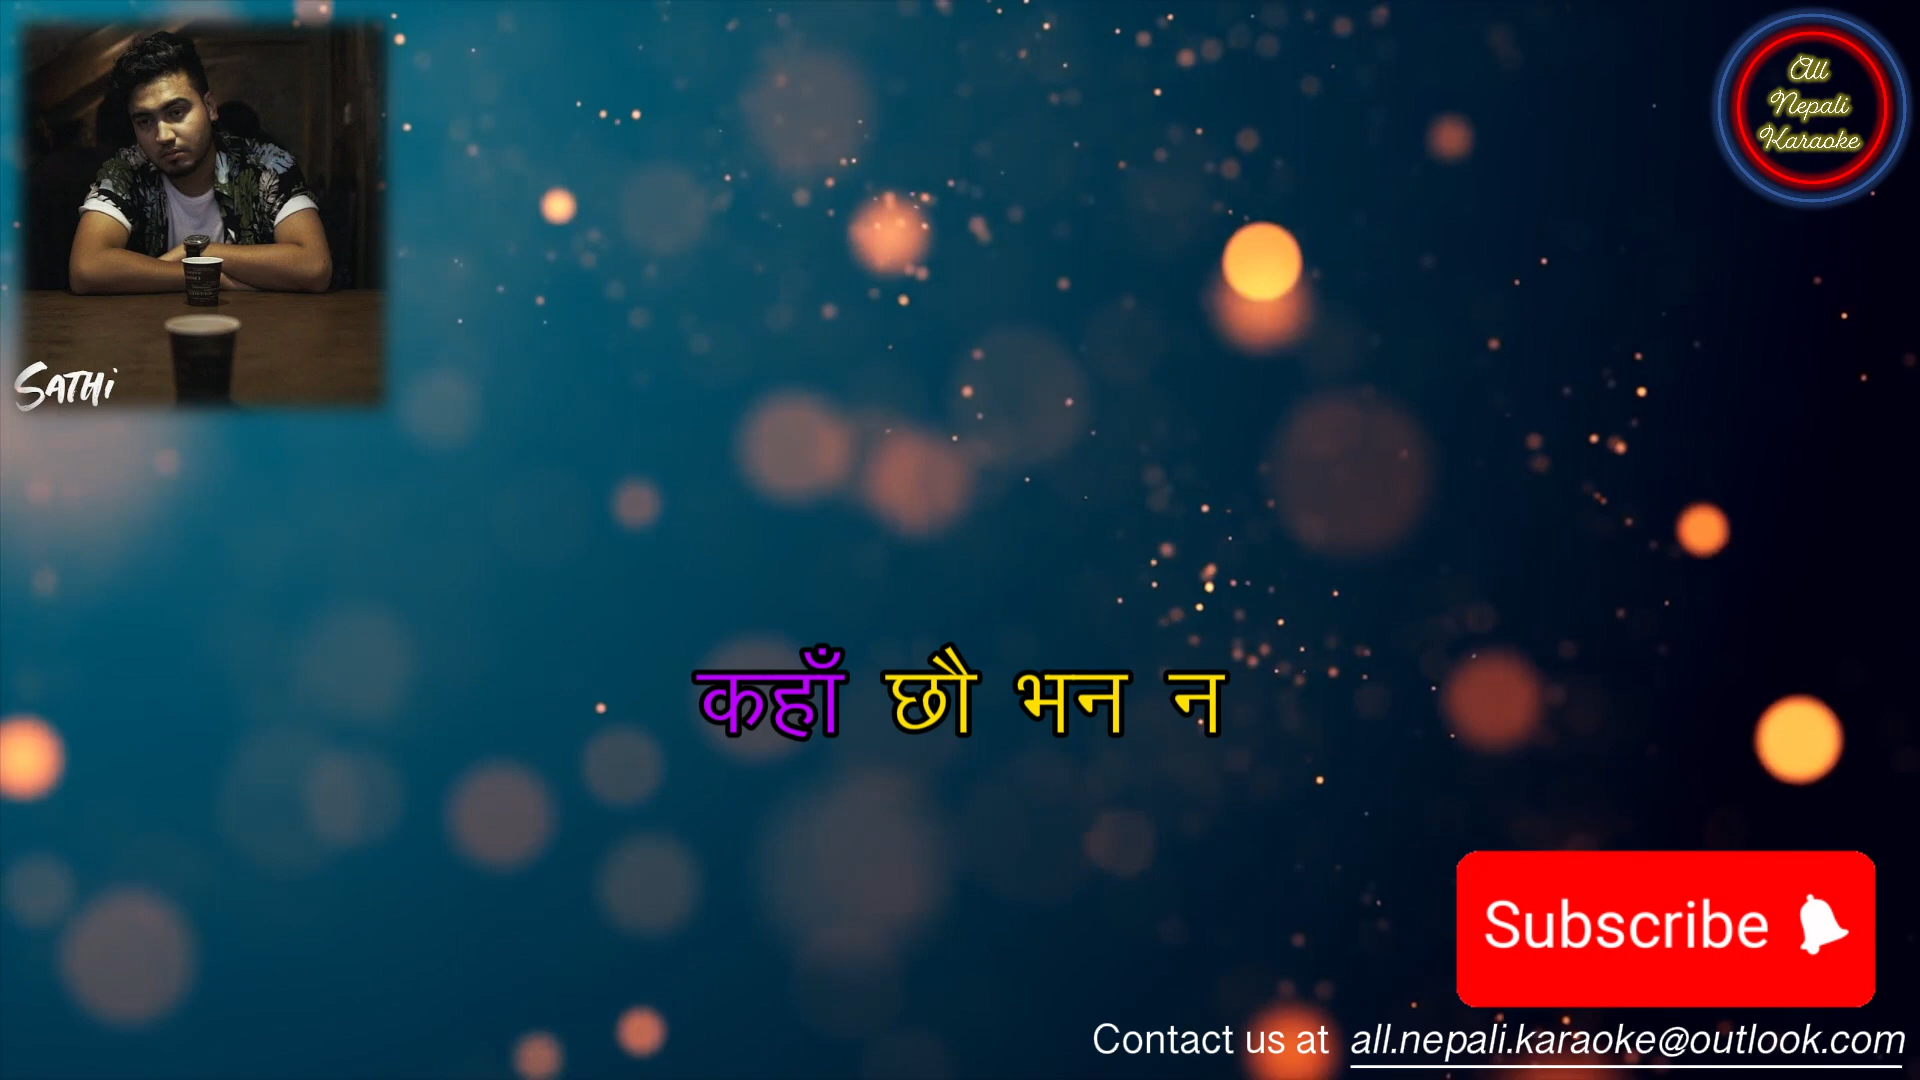 SATHi
All
Nepali
Karaoke
कहाँ छौ भन न
Subscribe
Contact us at all.nepali.karaoke@outlook.com